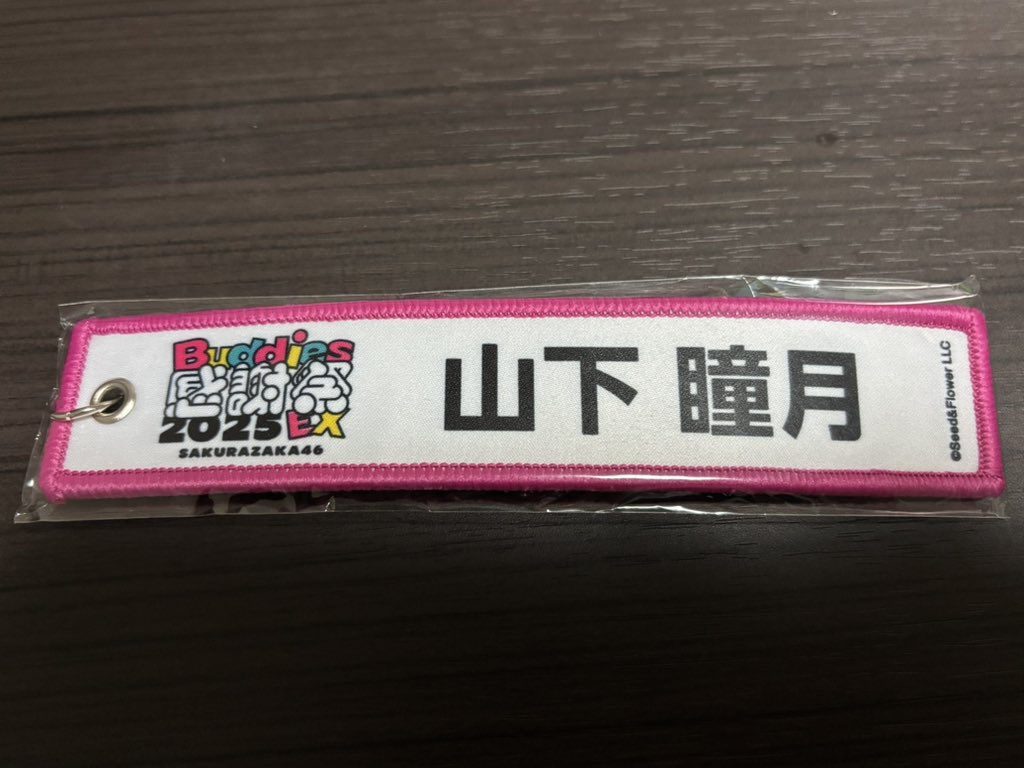 Buddies
感謝祭
2025 EX
SAKURAZAKA46
山下 瞳月
©Seed&Flower LLC